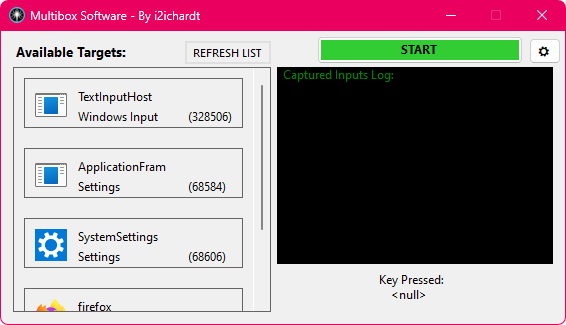 Multibox Software - By i2ichardt
Available Targets:
REFRESH LIST
START
TextInputHost
Windows Input (328506)
ApplicationFram
Settings (68584)
SystemSettings
Settings (68606)
firefox
Captured Inputs Log:
Key Pressed:
<null>